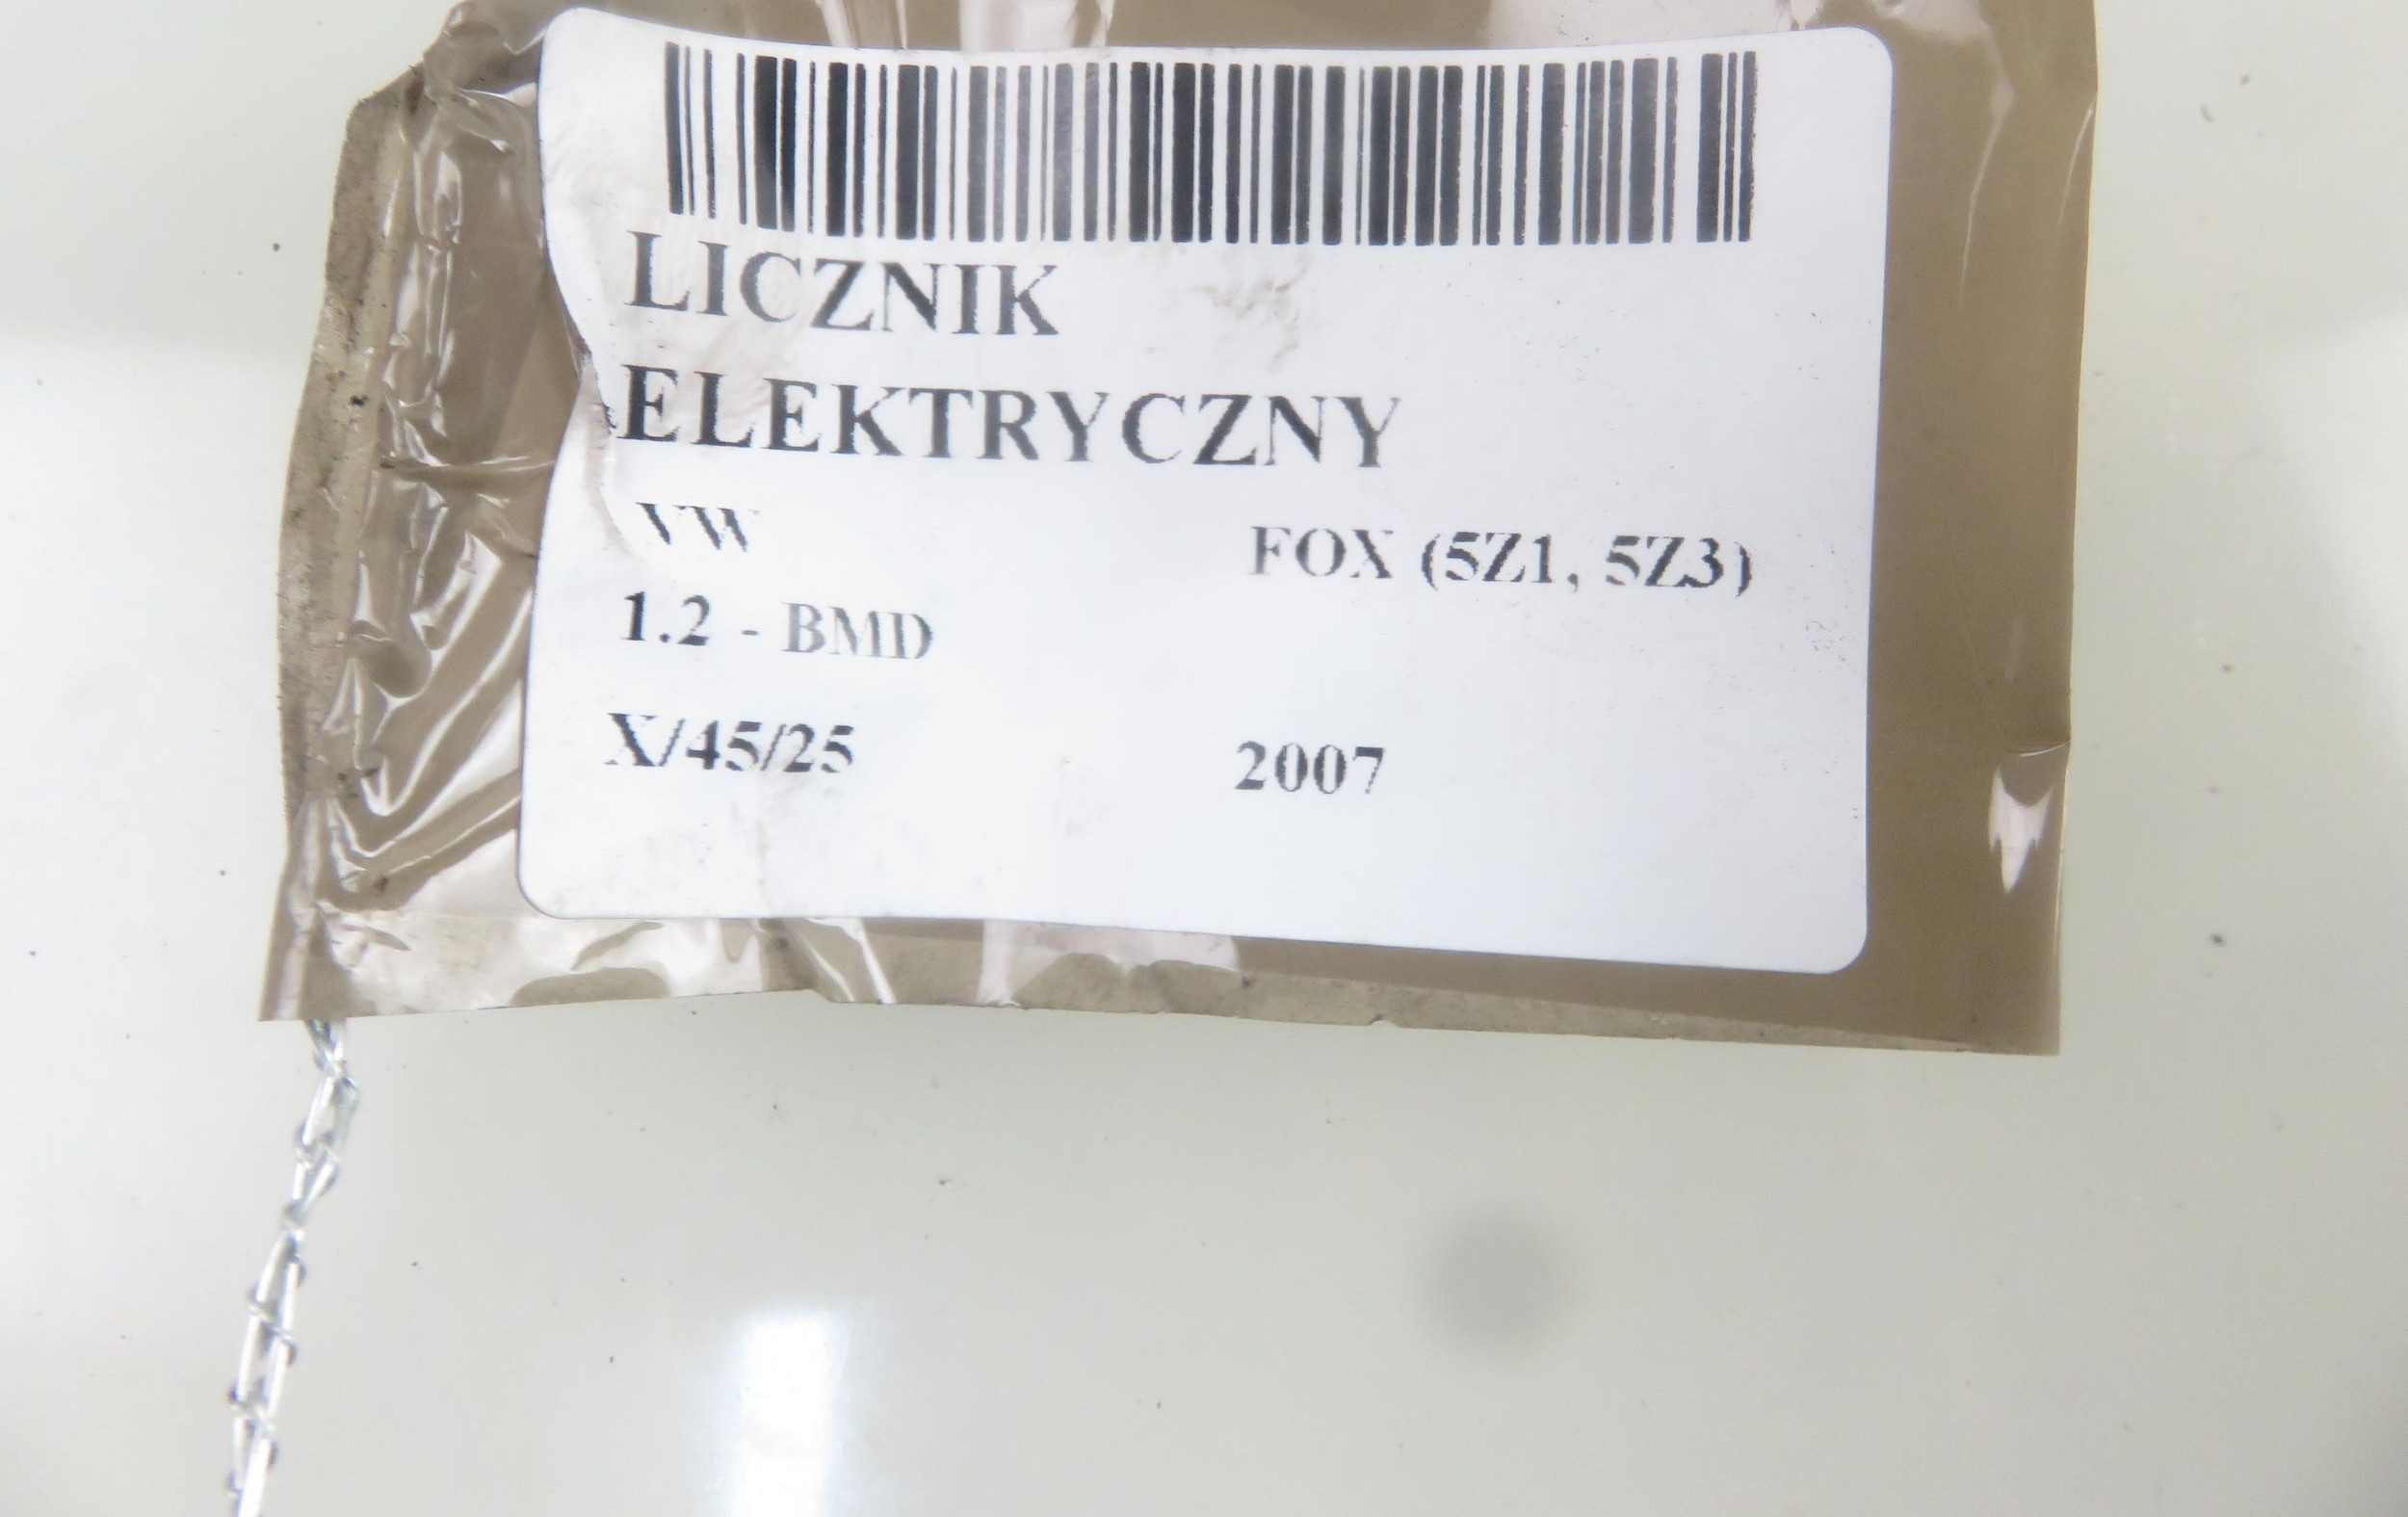 LICZNIK
ELEKTRYCZNY
VW FOX (5Z1, 5Z3)
1.2 - BMD
X/45/25 2007